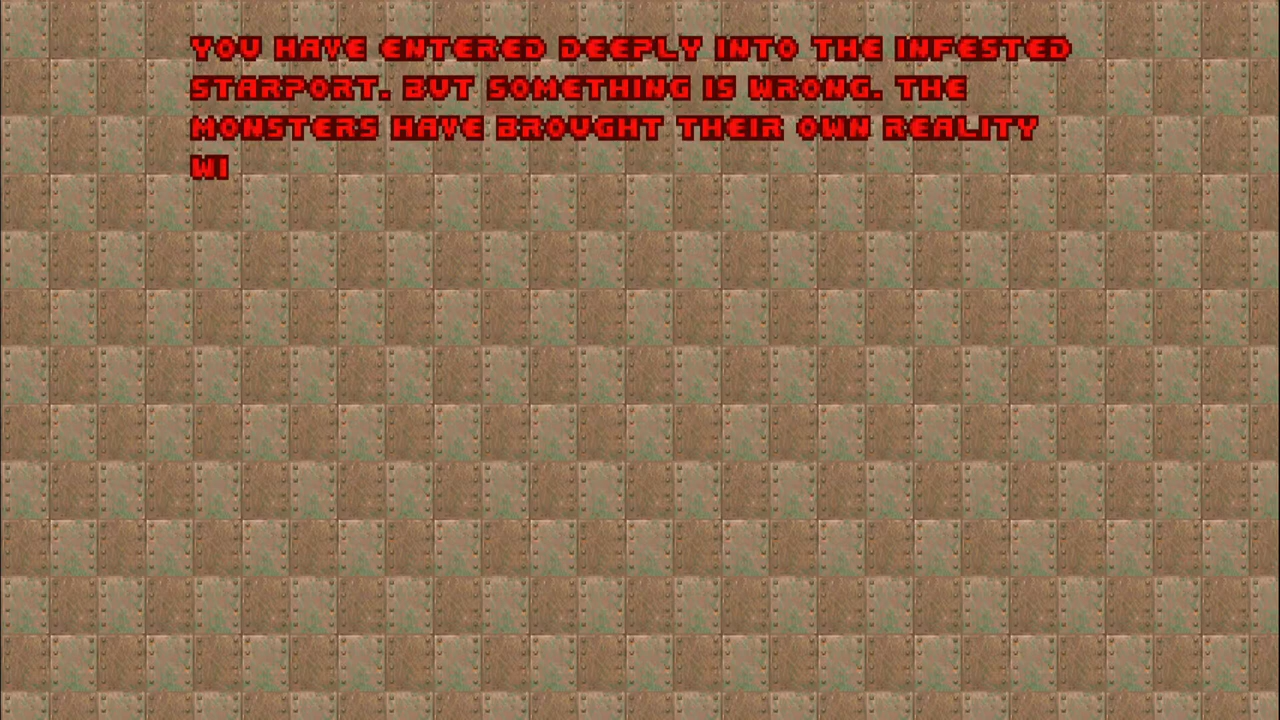 YOU HAVE ENTERED DEEPLY INTO THE INFESTED
STARPORT. BUT SOMETHING IS WRONG. THE
MONSTERS HAVE BROUGHT THEIR OWN REALITY
WI